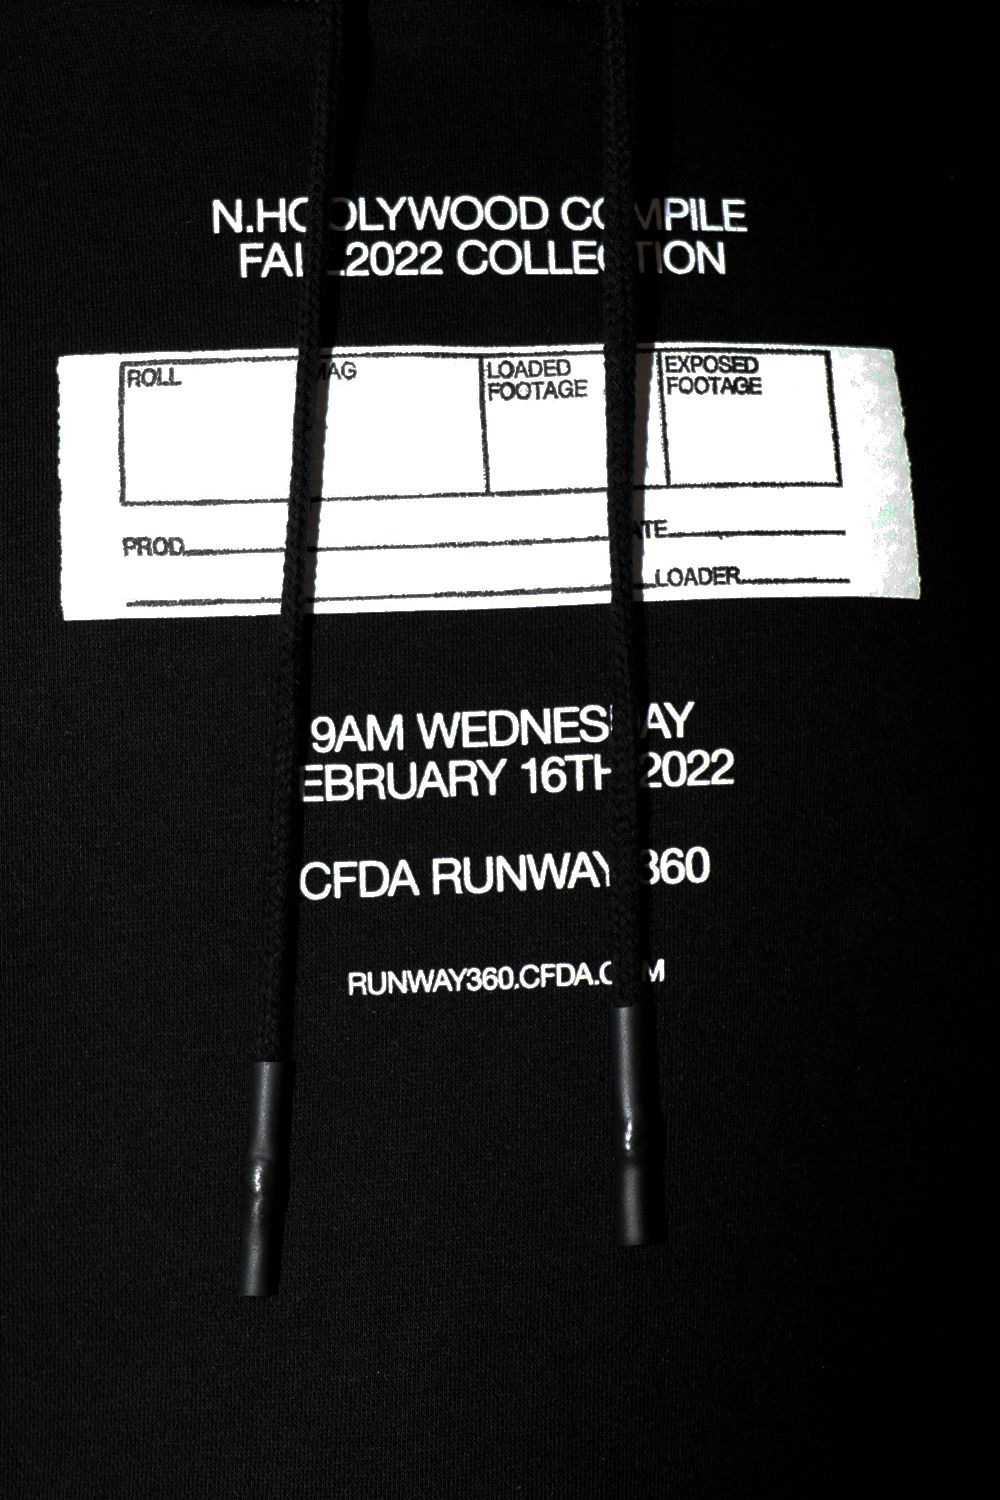 N.HOOLYWOOD COMPILE
FALL2022 COLLECTION
ROLL MAG LOADED FOOTAGE EXPOSED FOOTAGE
PROD. DATE
LOADER
9AM WEDNESDAY
FEBRUARY 16TH 2022
CFDA RUNWAY 360
RUNWAY360.CFDA.COM